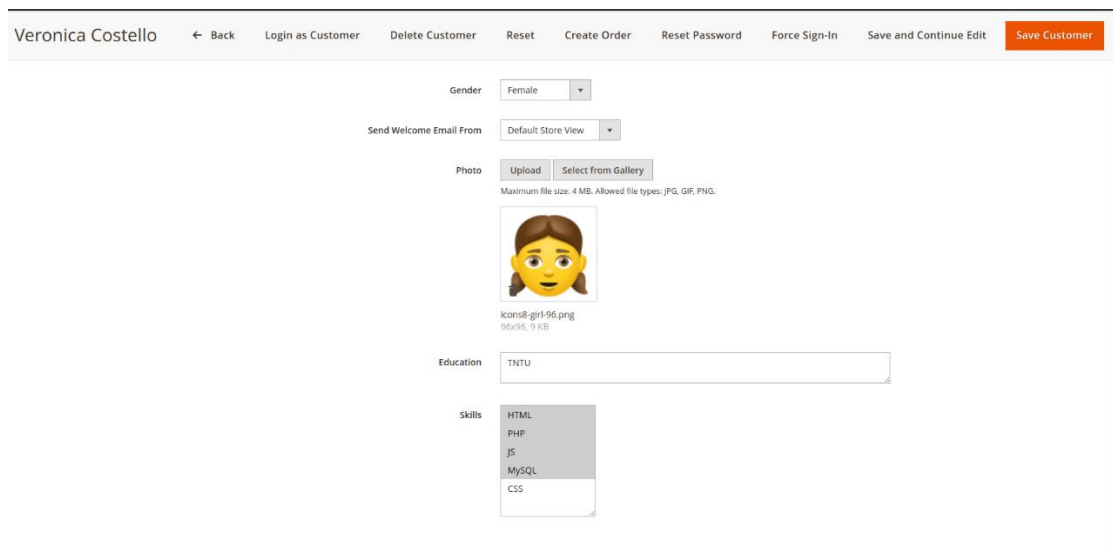 Veronica Costello ← Back Login as Customer Delete Customer Reset Create Order Reset Password Force Sign-In Save and Continue Edit Save Customer
Gender Female
Send Welcome Email From Default Store View
Photo Upload Select from Gallery
Maximum file size: 4 MB. Allowed file types: JPG, GIF, PNG.
icons8-girl-96.png
96x96, 9 KB
Education TNTU
Skills HTML
PHP
JS
MySQL
CSS